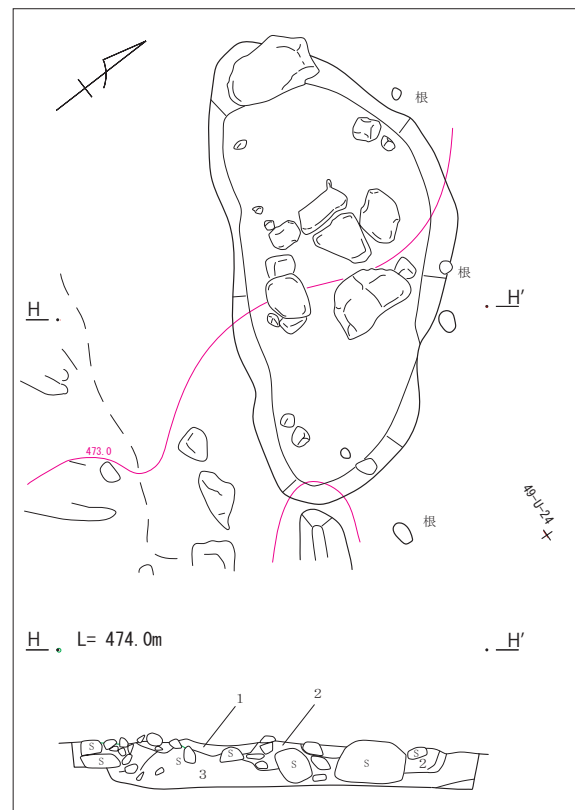 根
根
H H'
473.0
49-U-24
根
H L= 474.0m H'
1 2
S S S S S S S 2
3